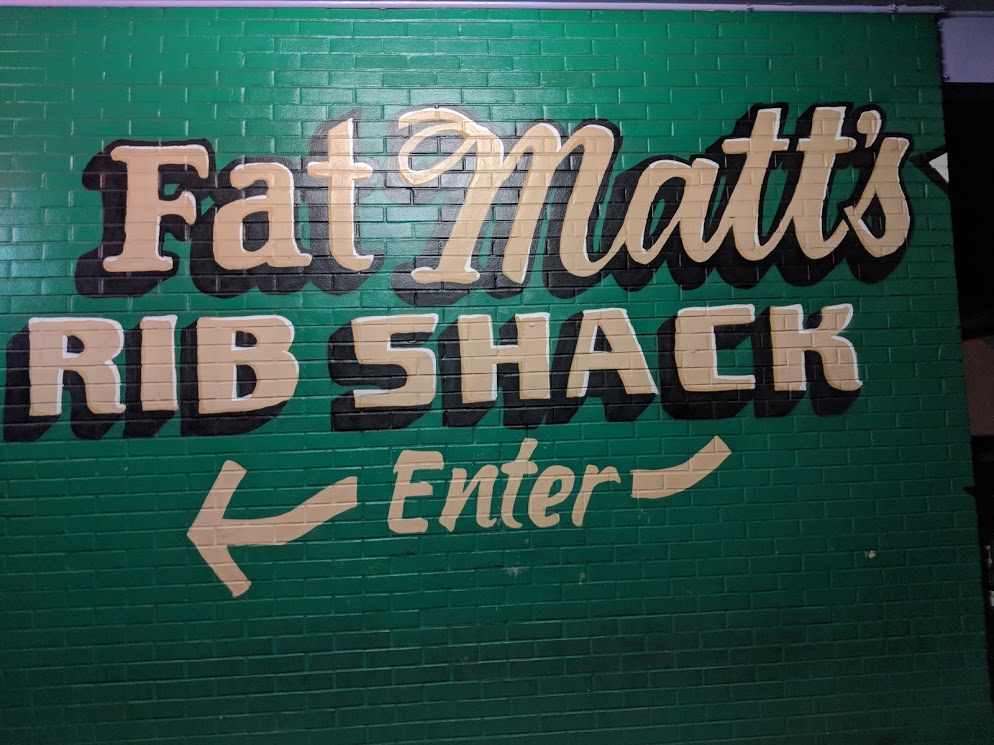 Fat Matt's
RIB SHACK
Enter